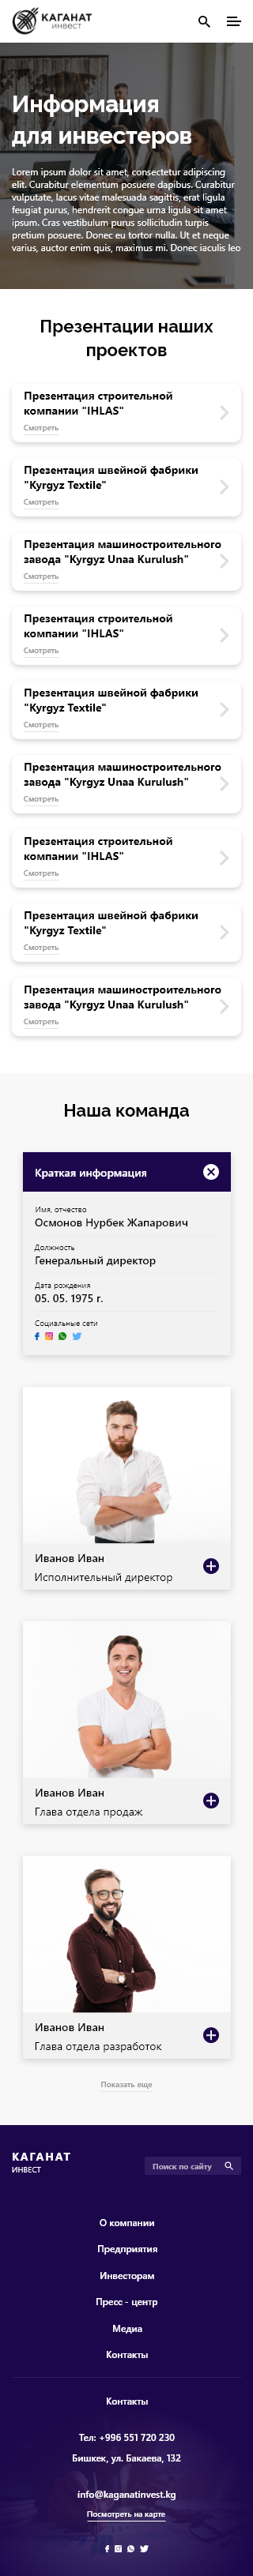 КАГАНАТ
ИНВЕСТ
Информация
для инвестеров
Lorem ipsum dolor sit amet, consectetur adipiscing
elit. Curabitur elementum posuere dapibus. Curabitur
vulputate, lacus vitae malesuada sagittis, erat ligula
feugiat purus, hendrerit congue urna ligula sit amet
ipsum. Cras vestibulum purus sollicitudin turpis
pretium posuere. Donec eu tortor nulla. Ut et neque
varius, auctor enim quis, maximus mi. Donec iaculis leo
Презентации наших
проектов
Презентация строительной
компании "IHLAS"
Смотреть
Презентация швейной фабрики
"Kyrgyz Textile"
Смотреть
Презентация машиностроительного
завода "Kyrgyz Unaa Kurulush"
Смотреть
Презентация строительной
компании "IHLAS"
Смотреть
Презентация швейной фабрики
"Kyrgyz Textile"
Смотреть
Презентация машиностроительного
завода "Kyrgyz Unaa Kurulush"
Смотреть
Презентация строительной
компании "IHLAS"
Смотреть
Презентация швейной фабрики
"Kyrgyz Textile"
Смотреть
Презентация машиностроительного
завода "Kyrgyz Unaa Kurulush"
Смотреть
Наша команда
Краткая информация
Имя, отчество
Осмонов Нурбек Жапарович
Должность
Генеральный директор
Дата рождения
05. 05. 1975 г.
Социальные сети
Иванов Иван
Исполнительный директор
Иванов Иван
Глава отдела продаж
Иванов Иван
Глава отдела разработок
Показать еще
КАГАНАТ
ИНВЕСТ
Поиск по сайту
О компании
Предприятия
Инвесторам
Пресс - центр
Медиа
Контакты
Контакты
Тел: +996 551 720 230
Бишкек, ул. Бакаева, 132
info@kaganatinvest.kg
Посмотреть на карте